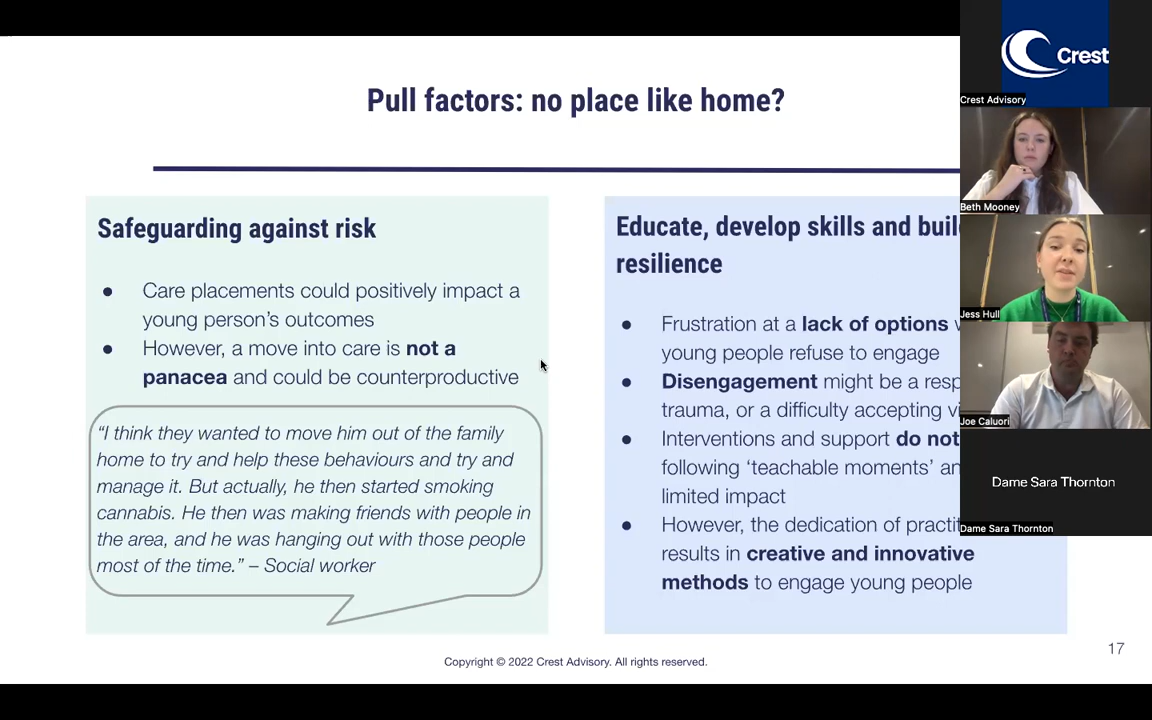 Pull factors: no place like home?
Safeguarding against risk
● Care placements could positively impact a
young person's outcomes
● However, a move into care is not a
panacea and could be counterproductive
“I think they wanted to move him out of the family
home to try and help these behaviours and try and
manage it. But actually, he then started smoking
cannabis. He then was making friends with people in
the area, and he was hanging out with those people
most of the time.” – Social worker
Educate, develop skills and
resilience
● Frustration at a lack of options
young people refuse to engage
● Disengagement might be a
trauma, or a difficulty accepting
● Interventions and support do not
following ‘teachable moments’
limited impact
● However, the dedication of
results in creative and innovative
methods to engage young people
Copyright © 2022 Crest Advisory. All rights reserved.
17
Crest
Crest Advisory
Beth Mooney
Jess Hull
Joe Caluori
Dame Sara Thornton
Dame Sara Thornton